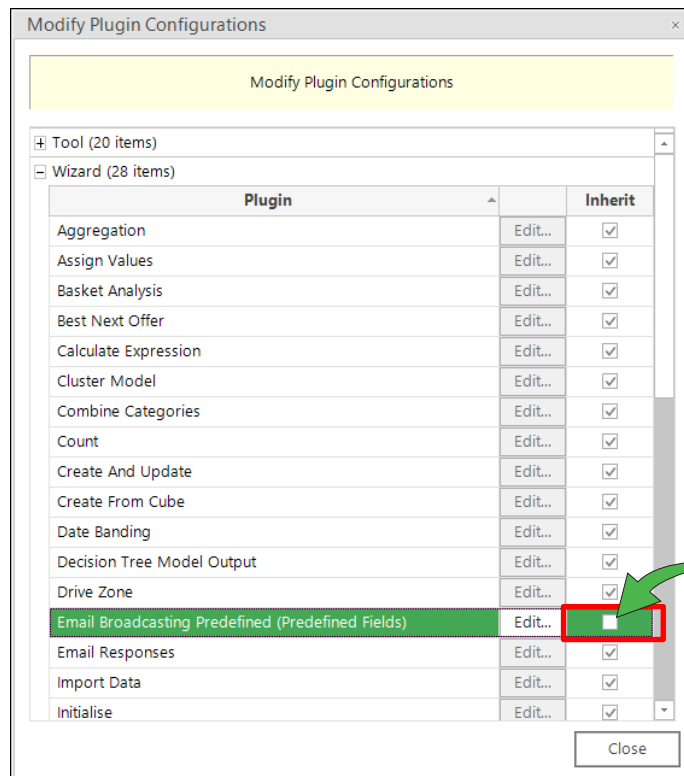 Modify Plugin Configurations
Modify Plugin Configurations
Tool (20 items)
Wizard (28 items)
Plugin Inherit
Aggregation Edit...
Assign Values Edit...
Basket Analysis Edit...
Best Next Offer Edit...
Calculate Expression Edit...
Cluster Model Edit...
Combine Categories Edit...
Count Edit...
Create And Update Edit...
Create From Cube Edit...
Date Banding Edit...
Decision Tree Model Output Edit...
Drive Zone Edit...
Email Broadcasting Predefined (Predefined Fields) Edit...
Email Responses Edit...
Import Data Edit...
Initialise Edit...
Close